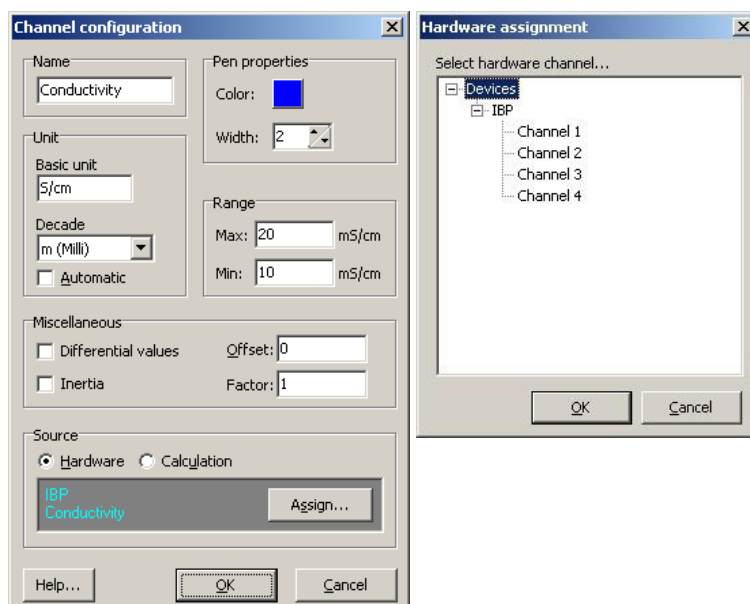 Channel configuration
Name
Conductivity
Pen properties
Color:
Width: 2
Unit
Basic unit
S/cm
Decade
m (Milli)
Automatic
Range
Max: 20 mS/cm
Min: 10 mS/cm
Miscellaneous
Differential values
Offset: 0
Inertia
Factor: 1
Source
Hardware Calculation
IBP
Conductivity
Assign...
Help... OK Cancel
Hardware assignment
Select hardware channel...
Devices
IBP
Channel 1
Channel 2
Channel 3
Channel 4
OK Cancel